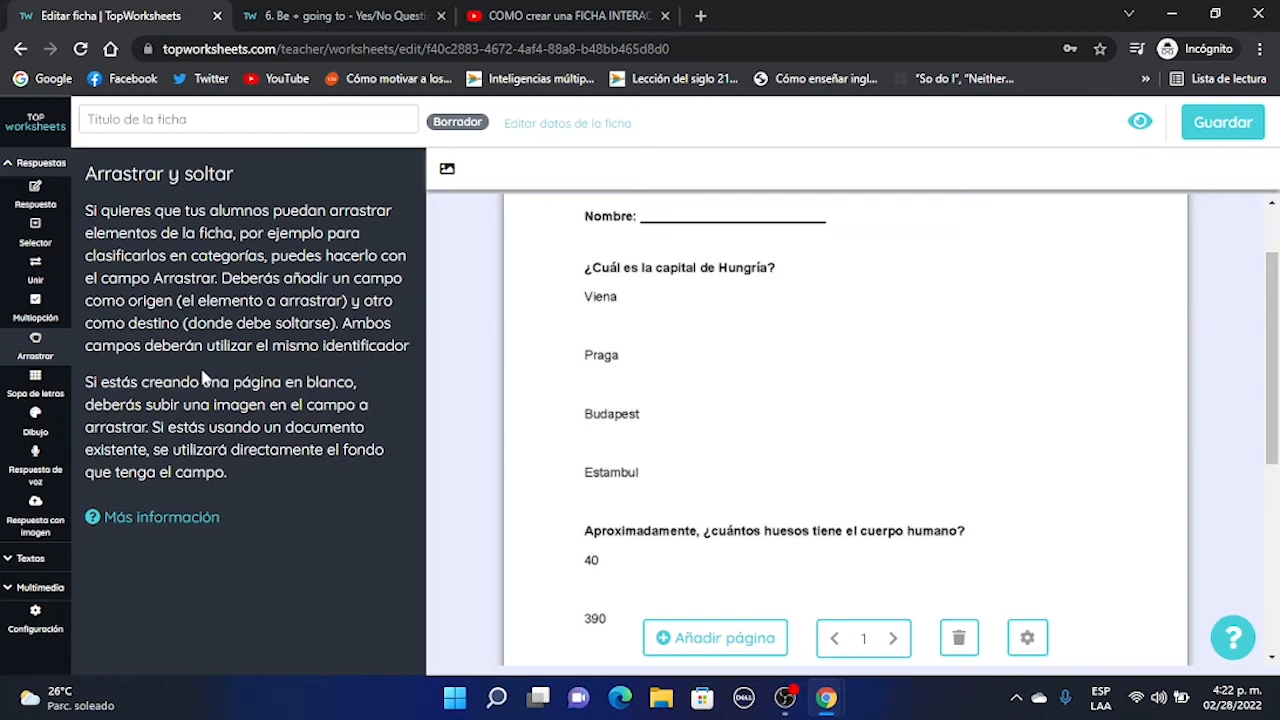 Editar ficha | TopWorksheets
6. Be + going to - Yes/No Questi
COMO crear una FICHA INTERAC
topworksheets.com/teacher/worksheets/edit/f40c2883-4672-4af4-88a8-b48bb465d8d0
Incógnito
Google
Facebook
Twitter
YouTube
Cómo motivar a los...
Inteligencias múltip...
Lección del siglo 21...
Cómo enseñar ingl...
"So do I", "Neither...
»
Lista de lectura
TOP
worksheets
Título de la ficha
Borrador
Editar datos de la ficha
Guardar
Respuestas
Respuesta
Selector
Unir
Multiopción
Arrastrar
Sopa de letras
Dibujo
Respuesta de
voz
Respuesta con
imagen
Textos
Multimedia
Configuración
Arrastrar y soltar
Si quieres que tus alumnos puedan arrastrar
elementos de la ficha, por ejemplo para
clasificarlos en categorías, puedes hacerlo con
el campo Arrastrar. Deberás añadir un campo
como origen (el elemento a arrastrar) y otro
como destino (donde debe soltarse). Ambos
campos deberán utilizar el mismo identificador
Si estás creando una página en blanco,
deberás subir una imagen en el campo a
arrastrar. Si estás usando un documento
existente, se utilizará directamente el fondo
que tenga el campo.
? Más información
Nombre: ____________________
¿Cuál es la capital de Hungría?
Viena
Praga
Budapest
Estambul
Aproximadamente, ¿cuántos huesos tiene el cuerpo humano?
40
390
Añadir página
1
?
26°C
Parc. soleado
DELL
ESP
LAA
4:22 p. m.
02/28/2022